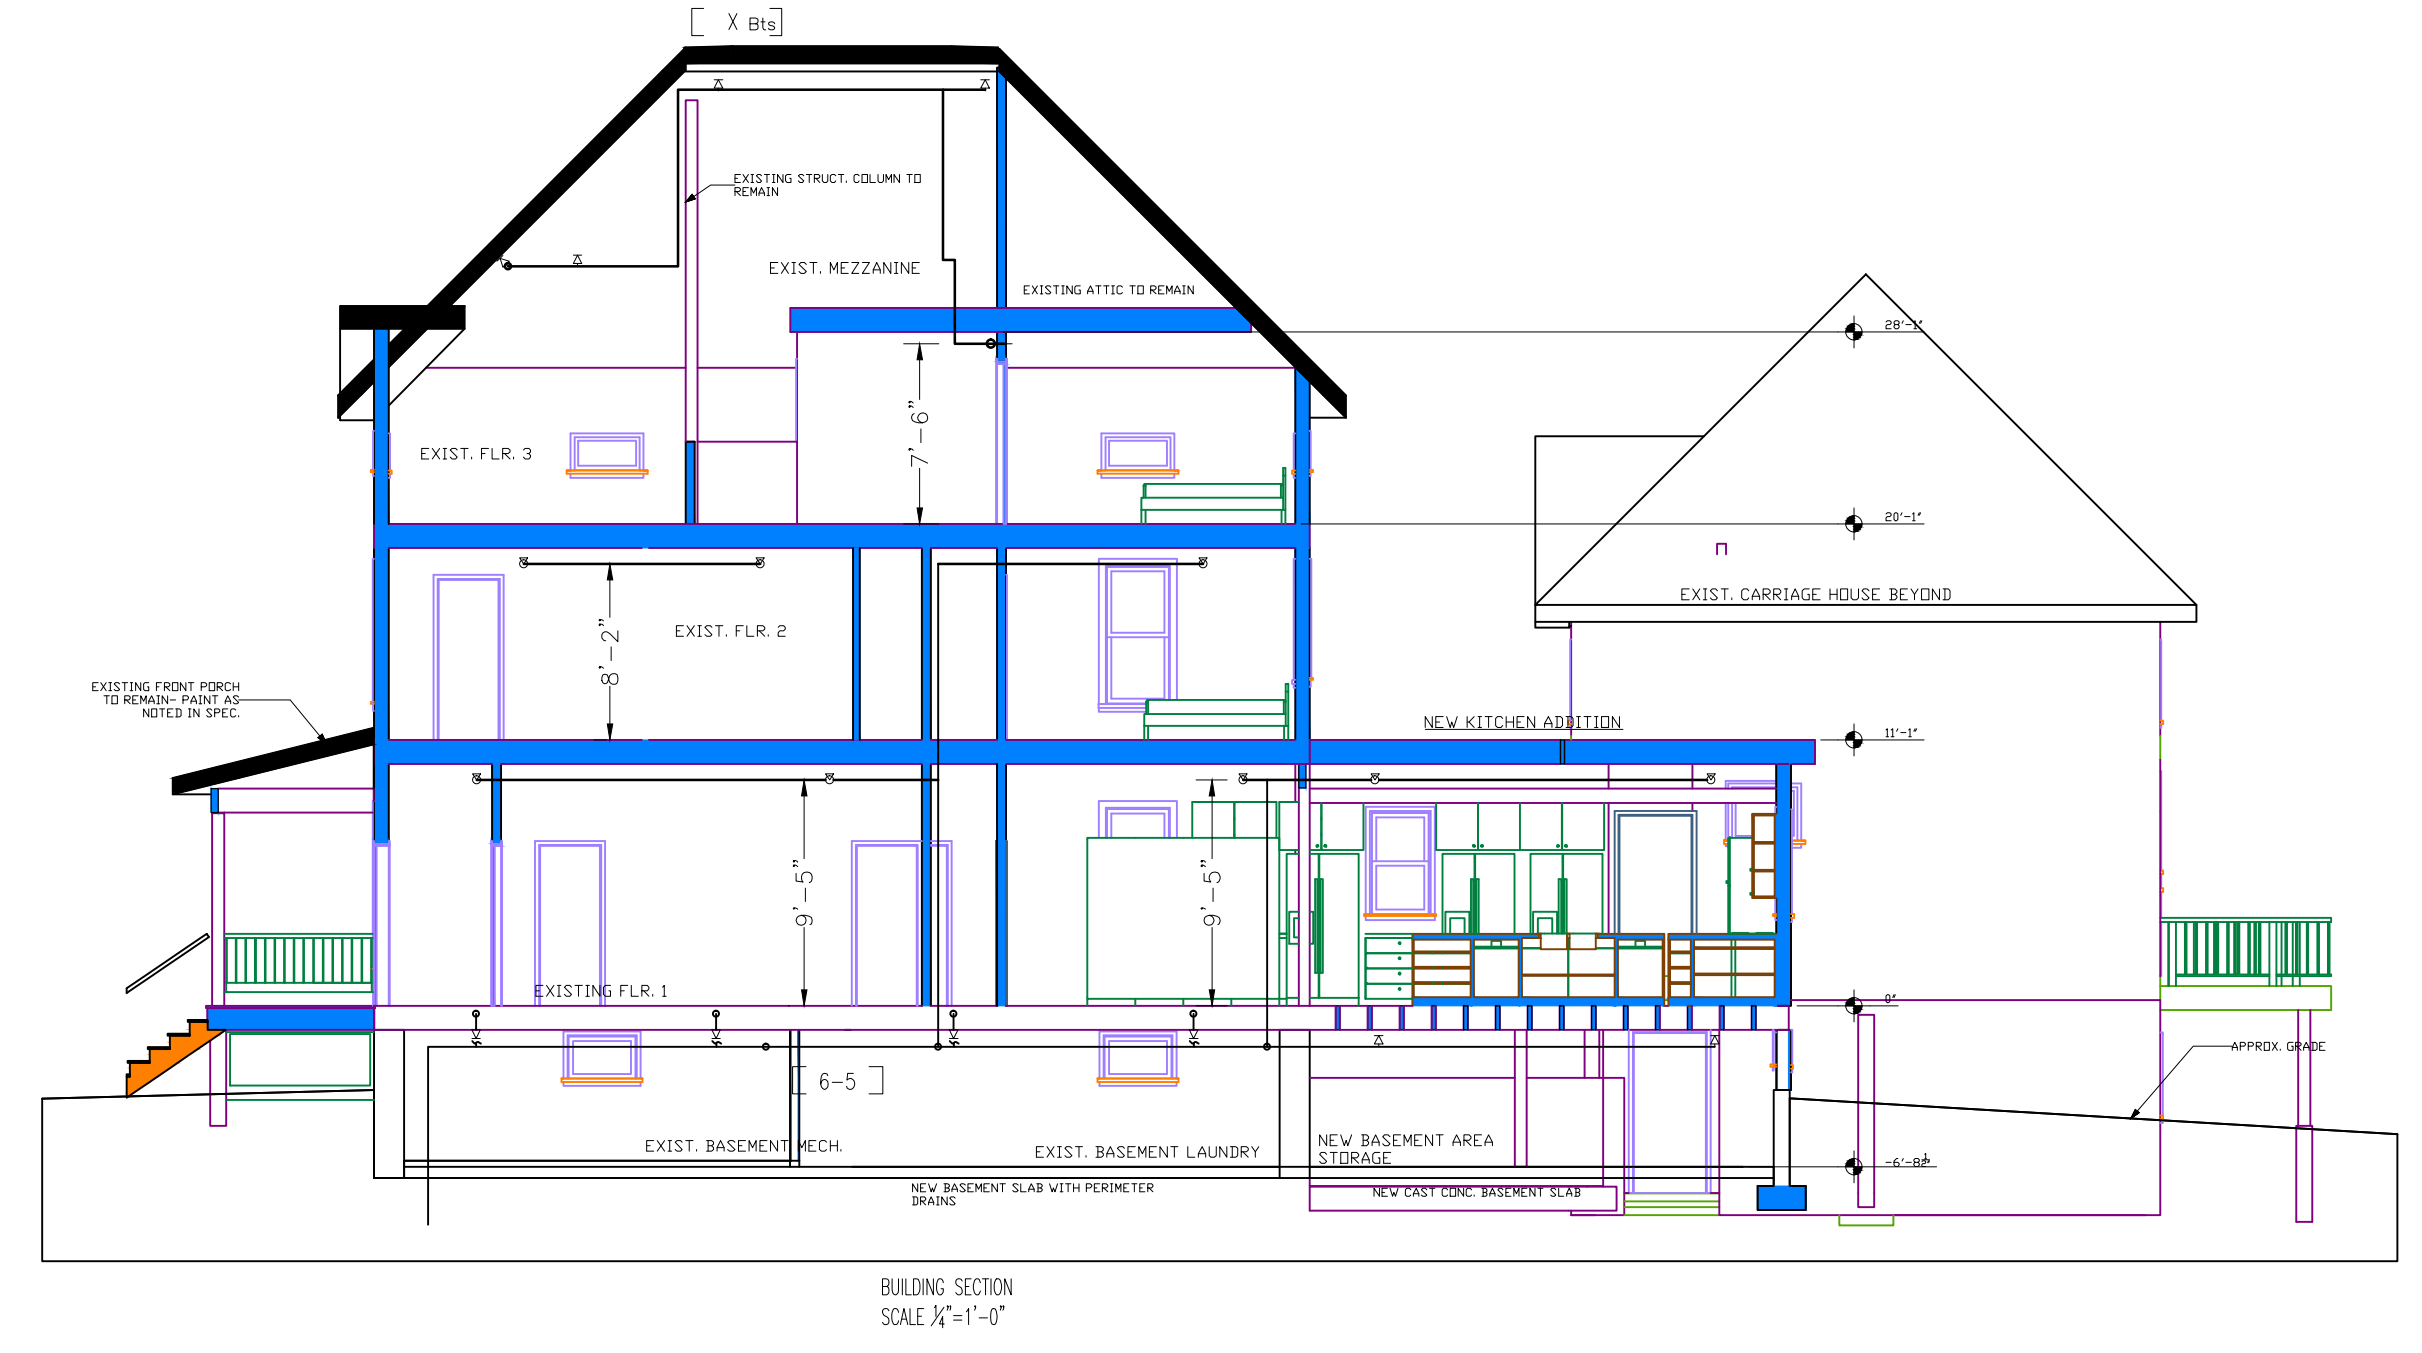 [ X Bts]
EXISTING STRUCT. COLUMN TO
REMAIN
EXIST. MEZZANINE
EXISTING ATTIC TO REMAIN
28'-1"
7'-6"
EXIST. FLR. 3
20'-1"
EXIST. CARRIAGE HOUSE BEYOND
8'-2"
EXIST. FLR. 2
EXISTING FRONT PORCH
TO REMAIN- PAINT AS
NOTED IN SPEC.
NEW KITCHEN ADDITION
11'-1"
9'-5"
9'-5"
EXISTING FLR. 1
0"
APPROX. GRADE
[ 6-5 ]
EXIST. BASEMENT MECH.
EXIST. BASEMENT LAUNDRY
NEW BASEMENT AREA
STORAGE
-6'-8½"
NEW BASEMENT SLAB WITH PERIMETER
DRAINS
NEW CAST CONC. BASEMENT SLAB
BUILDING SECTION
SCALE ¼"=1'-0"